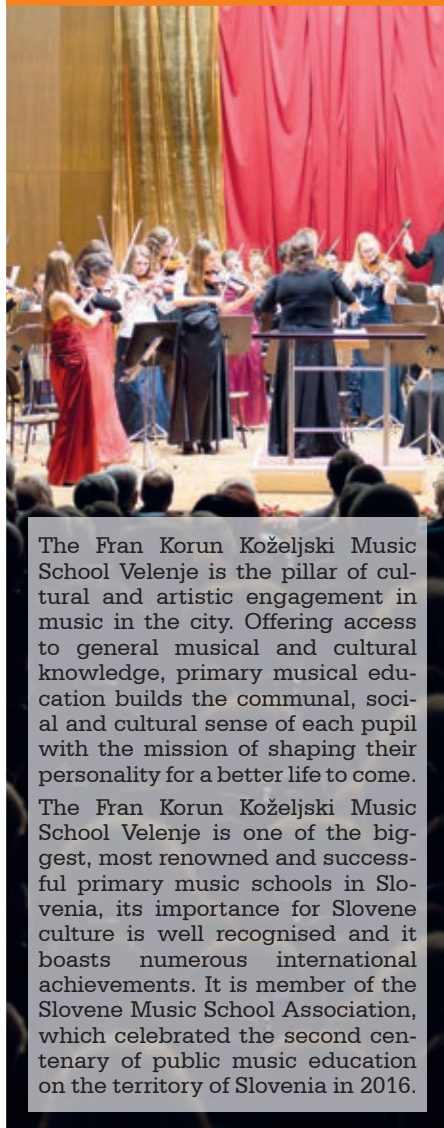 The Fran Korun Koželjski Music
School Velenje is the pillar of cul-
tural and artistic engagement in
music in the city. Offering access
to general musical and cultural
knowledge, primary musical edu-
cation builds the communal, soci-
al and cultural sense of each pupil
with the mission of shaping their
personality for a better life to come.
The Fran Korun Koželjski Music
School Velenje is one of the big-
gest, most renowned and success-
ful primary music schools in Slo-
venia, its importance for Slovene
culture is well recognised and it
boasts numerous international
achievements. It is member of the
Slovene Music School Association,
which celebrated the second cen-
tenary of public music education
on the territory of Slovenia in 2016.